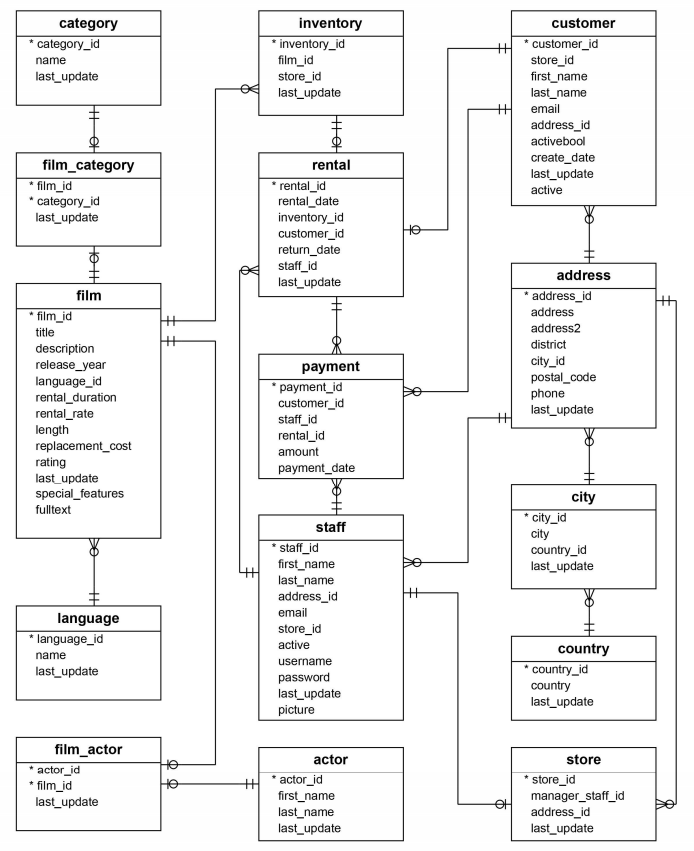 category
* category_id
name
last_update
film_category
* film_id
* category_id
last_update
film
* film_id
title
description
release_year
language_id
rental_duration
rental_rate
length
replacement_cost
rating
last_update
special_features
fulltext
language
* language_id
name
last_update
film_actor
* actor_id
* film_id
last_update
inventory
* inventory_id
film_id
store_id
last_update
rental
* rental_id
rental_date
inventory_id
customer_id
return_date
staff_id
last_update
payment
* payment_id
customer_id
staff_id
rental_id
amount
payment_date
staff
* staff_id
first_name
last_name
address_id
email
store_id
active
username
password
last_update
picture
actor
* actor_id
first_name
last_name
last_update
customer
* customer_id
store_id
first_name
last_name
email
address_id
activebool
create_date
last_update
active
address
* address_id
address
address2
district
city_id
postal_code
phone
last_update
city
* city_id
city
country_id
last_update
country
* country_id
country
last_update
store
* store_id
manager_staff_id
address_id
last_update